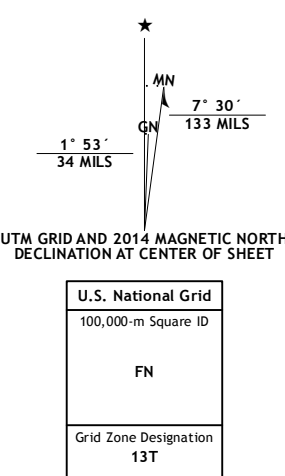 ★
MN
7° 30´
133 MILS
GN
1° 53´
34 MILS
UTM GRID AND 2014 MAGNETIC NORTH
DECLINATION AT CENTER OF SHEET
U.S. National Grid
100,000-m Square ID
FN
Grid Zone Designation
13T